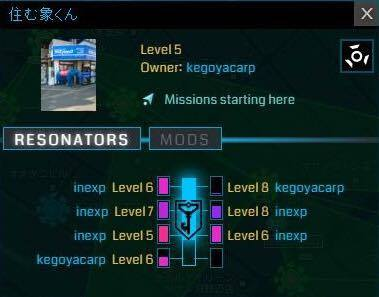 住む象くん X
Level 5
Owner: kegoyacarp
Missions starting here
RESONATORS MODS
inexp Level 6 Level 8 kegoyacarp
inexp Level 7 Level 8 inexp
inexp Level 5 Level 6 inexp
kegoyacarp Level 6